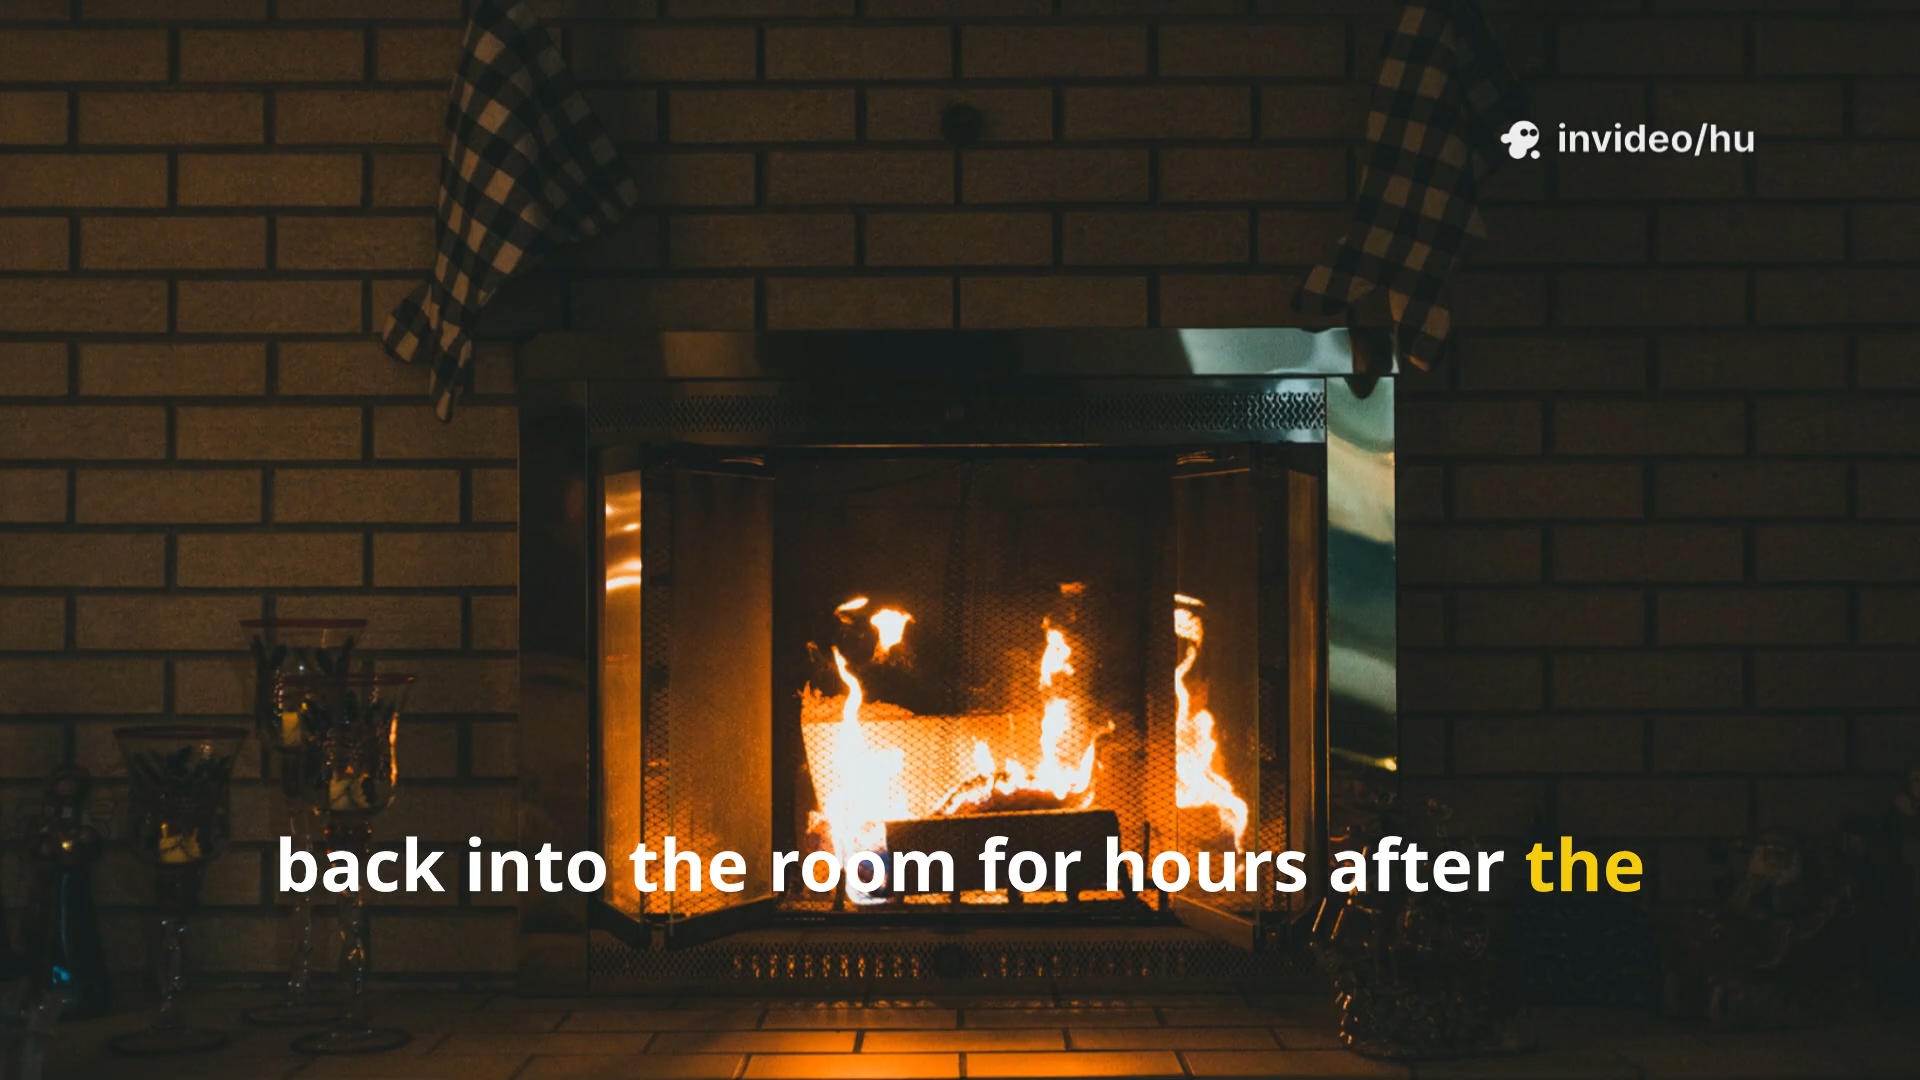 invideo/hu
back into the room for hours after the